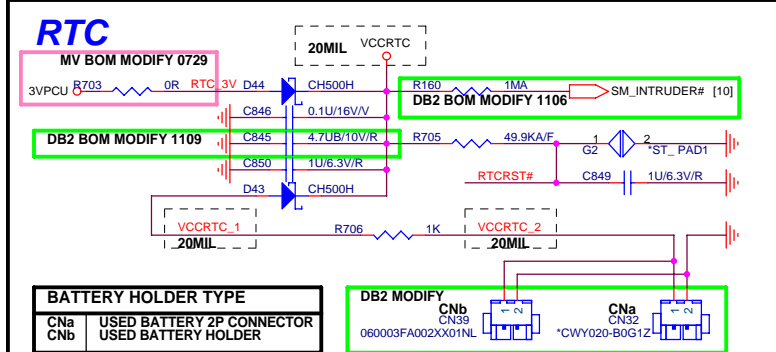 RTC
MV BOM MODIFY 0729
20MIL VCCRTC
3VPCU R703 0R RTC_3V D44 CH500H R160 1MA SM_INTRUDER# [10]
DB2 BOM MODIFY 1106
C846 0.1U/16V/V
DB2 BOM MODIFY 1109 C845 4.7UB/10V/R R705 49.9KA/F 1 2
G2 *ST_PAD1
C850 1U/6.3V/R
RTCRST# C849 1U/6.3V/R
D43 CH500H
VCCRTC_1 R706 1K VCCRTC_2
20MIL 20MIL
BATTERY HOLDER TYPE
CNa USED BATTERY 2P CONNECTOR
CNb USED BATTERY HOLDER
DB2 MODIFY
CNb 1 2 CNa 1 2
CN39 CN32
060003FA002XX01NL *CWY020-B0G1Z